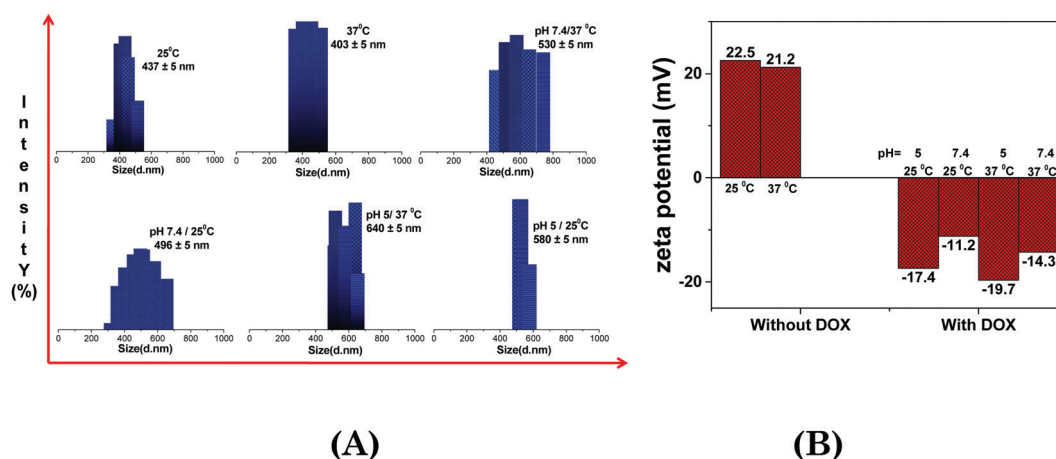 IntensitY
(%)
25⁰C
437 ± 5 nm
0 200 400 600 800 1000
Size(d.nm)
37⁰C
403 ± 5 nm
0 200 400 600 800 1000
Size(d.nm)
pH 7.4/37 ⁰C
530 ± 5 nm
0 200 400 600 800 1000
Size(d.nm)
pH 7.4 / 25⁰C
496 ± 5 nm
0 200 400 600 800 1000
Size(d.nm)
pH 5/ 37 ⁰C
640 ± 5 nm
0 200 400 600 800 1000
Size(d.nm)
pH 5 / 25⁰C
580 ± 5 nm
0 200 400 600 800 1000
Size(d.nm)
(A)
zeta potential (mV)
20
0
-20
22.5 21.2
25 ⁰C 37 ⁰C
pH= 5 7.4 5 7.4
25 ⁰C 25 ⁰C 37 ⁰C 37 ⁰C
-17.4 -11.2 -19.7 -14.3
Without DOX With DOX
(B)